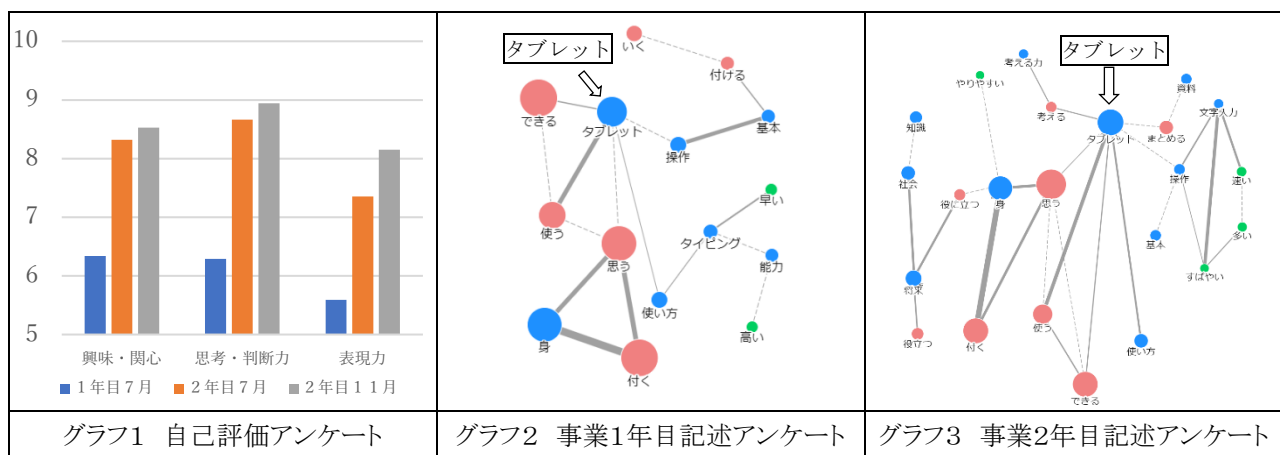 10
9
8
7
6
5
興味・関心
思考・判断力
表現力
1年目7月
2年目7月
2年目11月
グラフ1 自己評価アンケート
タブレット
いく
付ける
できる
タブレット
基本
操作
早い
使う
タイピング
思う
能力
使い方
高い
身
付く
グラフ2 事業1年目記述アンケート
タブレット
考える力
やりやすい
資料
文字入力
考える
まとめる
知識
タブレット
操作
速い
社会
役に立つ
身
思う
基本
多い
すばやい
将来
役立つ
付く
使う
使い方
できる
グラフ3 事業2年目記述アンケート